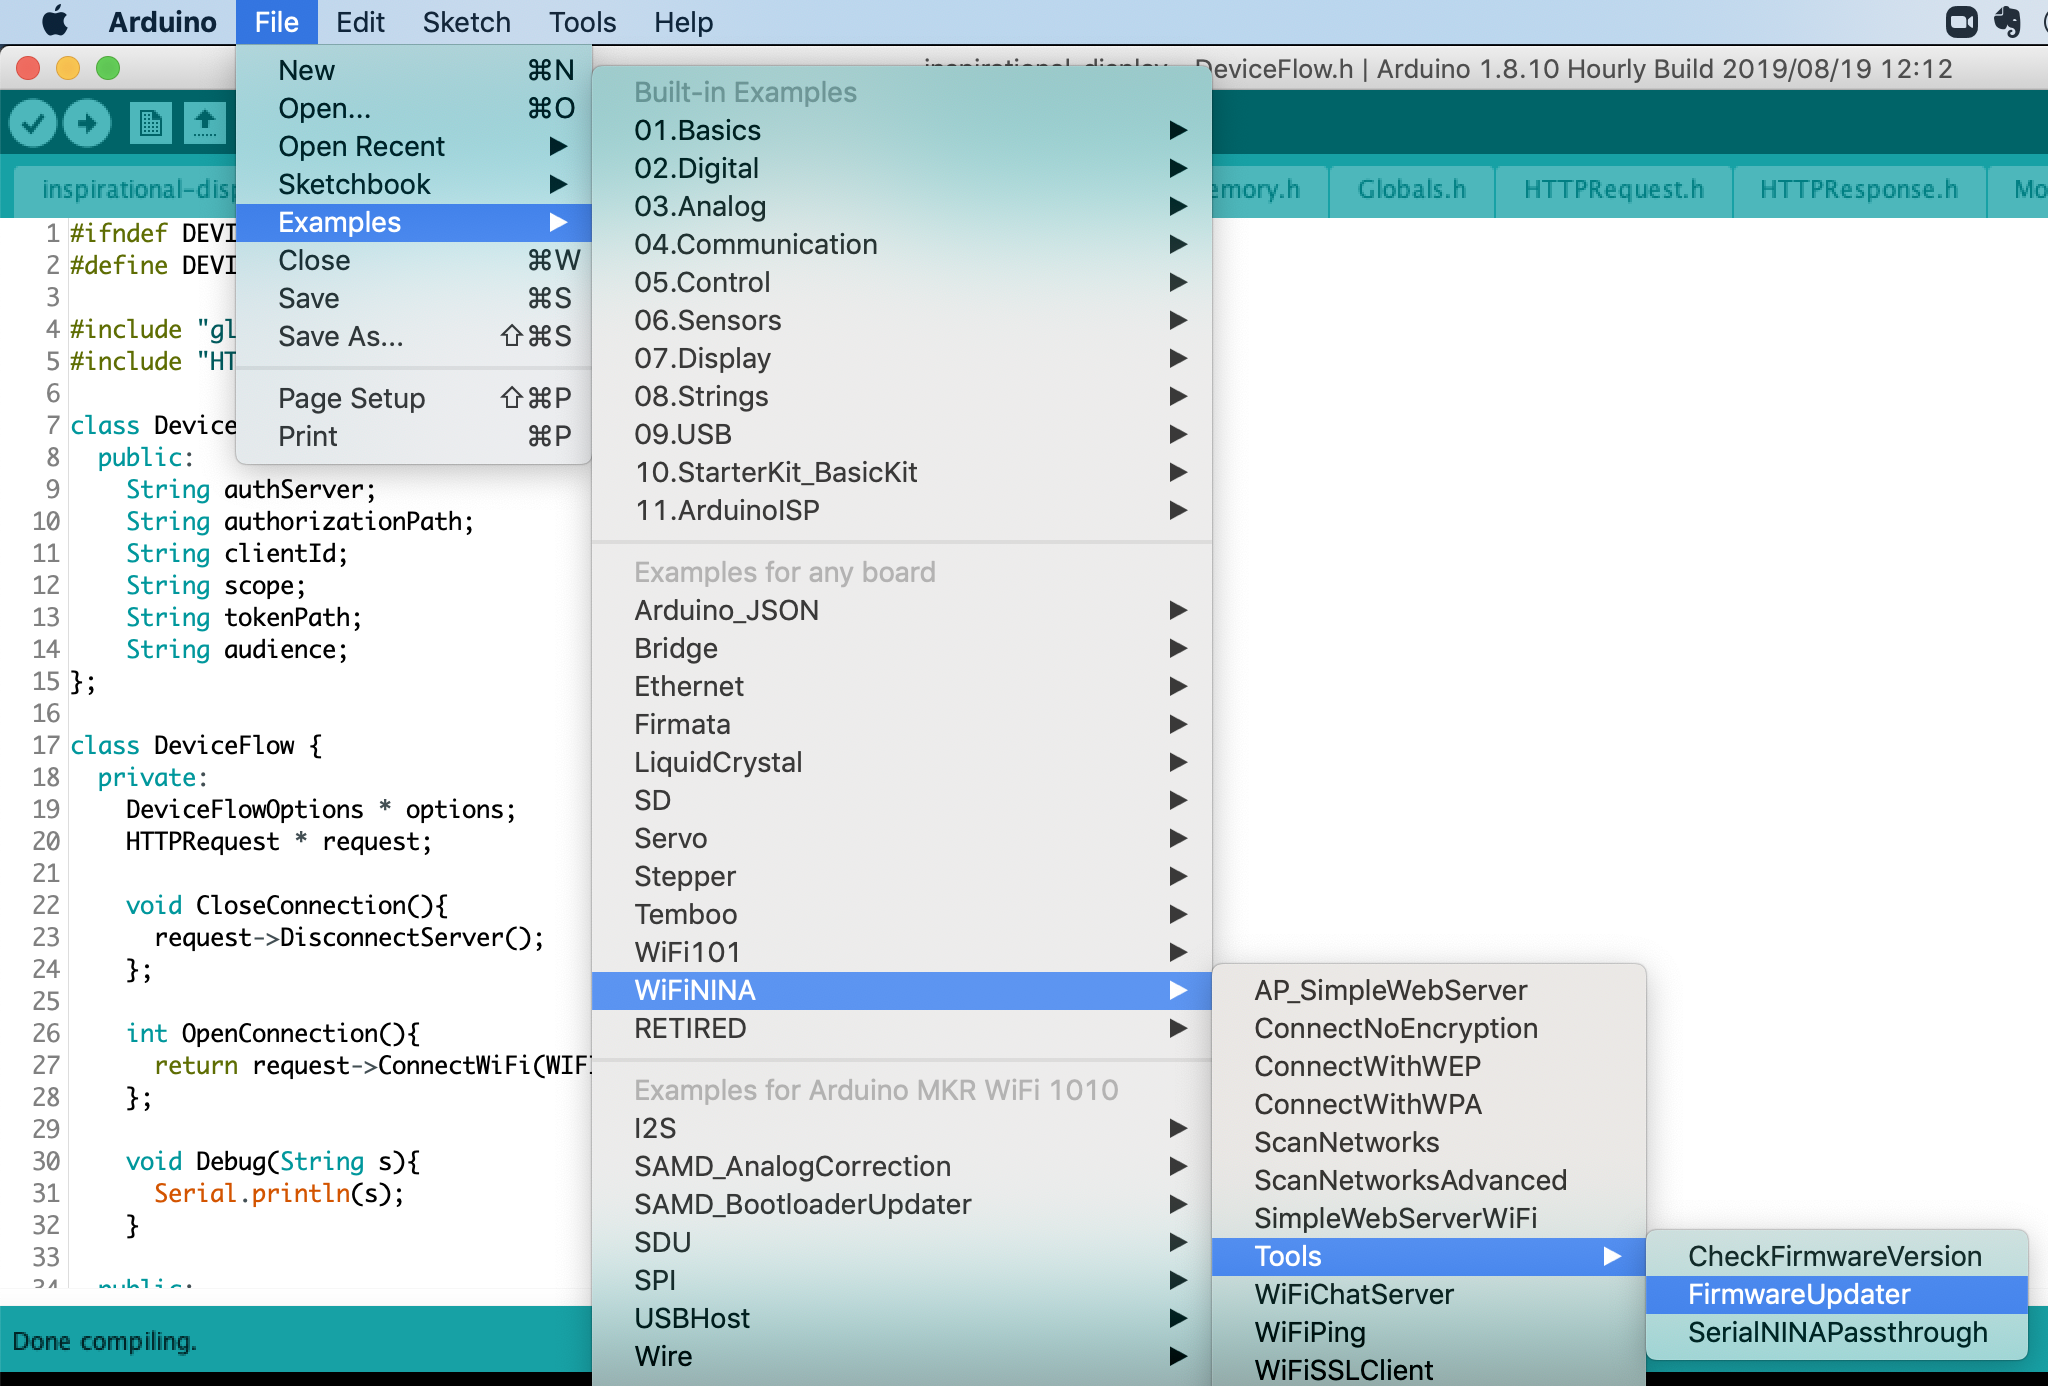 Arduino File Edit Sketch Tools Help
DeviceFlow.h | Arduino 1.8.10 Hourly Build 2019/08/19 12:12
New ⌘N
Open... ⌘O
Open Recent ▶
Sketchbook ▶
Examples ▶
Close ⌘W
Save ⌘S
Save As... ⇧⌘S
Page Setup ⇧⌘P
Print ⌘P
Built-in Examples
01.Basics ▶
02.Digital ▶
03.Analog ▶
04.Communication ▶
05.Control ▶
06.Sensors ▶
07.Display ▶
08.Strings ▶
09.USB ▶
10.StarterKit_BasicKit ▶
11.ArduinoISP ▶
Examples for any board
Arduino_JSON ▶
Bridge ▶
Ethernet ▶
Firmata ▶
LiquidCrystal ▶
SD ▶
Servo ▶
Stepper ▶
Temboo ▶
WiFi101 ▶
WiFiNINA ▶
RETIRED ▶
Examples for Arduino MKR WiFi 1010
I2S ▶
SAMD_AnalogCorrection ▶
SAMD_BootloaderUpdater ▶
SDU ▶
SPI ▶
USBHost ▶
Wire ▶
AP_SimpleWebServer
ConnectNoEncryption
ConnectWithWEP
ConnectWithWPA
ScanNetworks
ScanNetworksAdvanced
SimpleWebServerWiFi
Tools ▶
WiFiChatServer
WiFiPing
WiFiSSLClient
CheckFirmwareVersion
FirmwareUpdater
SerialNINAPassthrough
inspirational-disp emory.h Globals.h HTTPRequest.h HTTPResponse.h Mo
1 #ifndef DEVI
2 #define DEVI
3
4 #include "gl
5 #include "HT
6
7 class Device
8 public:
9 String authServer;
10 String authorizationPath;
11 String clientId;
12 String scope;
13 String tokenPath;
14 String audience;
15 };
16
17 class DeviceFlow {
18 private:
19 DeviceFlowOptions * options;
20 HTTPRequest * request;
21
22 void CloseConnection(){
23 request->DisconnectServer();
24 };
25
26 int OpenConnection(){
27 return request->ConnectWiFi(WIF
28 };
29
30 void Debug(String s){
31 Serial.println(s);
32 }
33
34 public:
Done compiling.